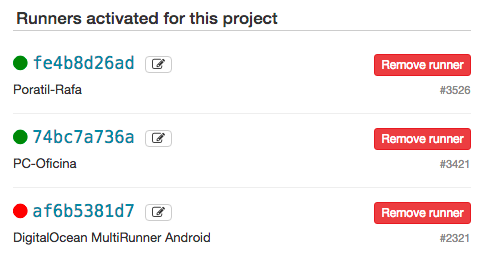 Runners activated for this project
fe4b8d26ad
Remove runner
Poratil-Rafa
#3526
74bc7a736a
Remove runner
PC-Oficina
#3421
af6b5381d7
Remove runner
DigitalOcean MultiRunner Android
#2321